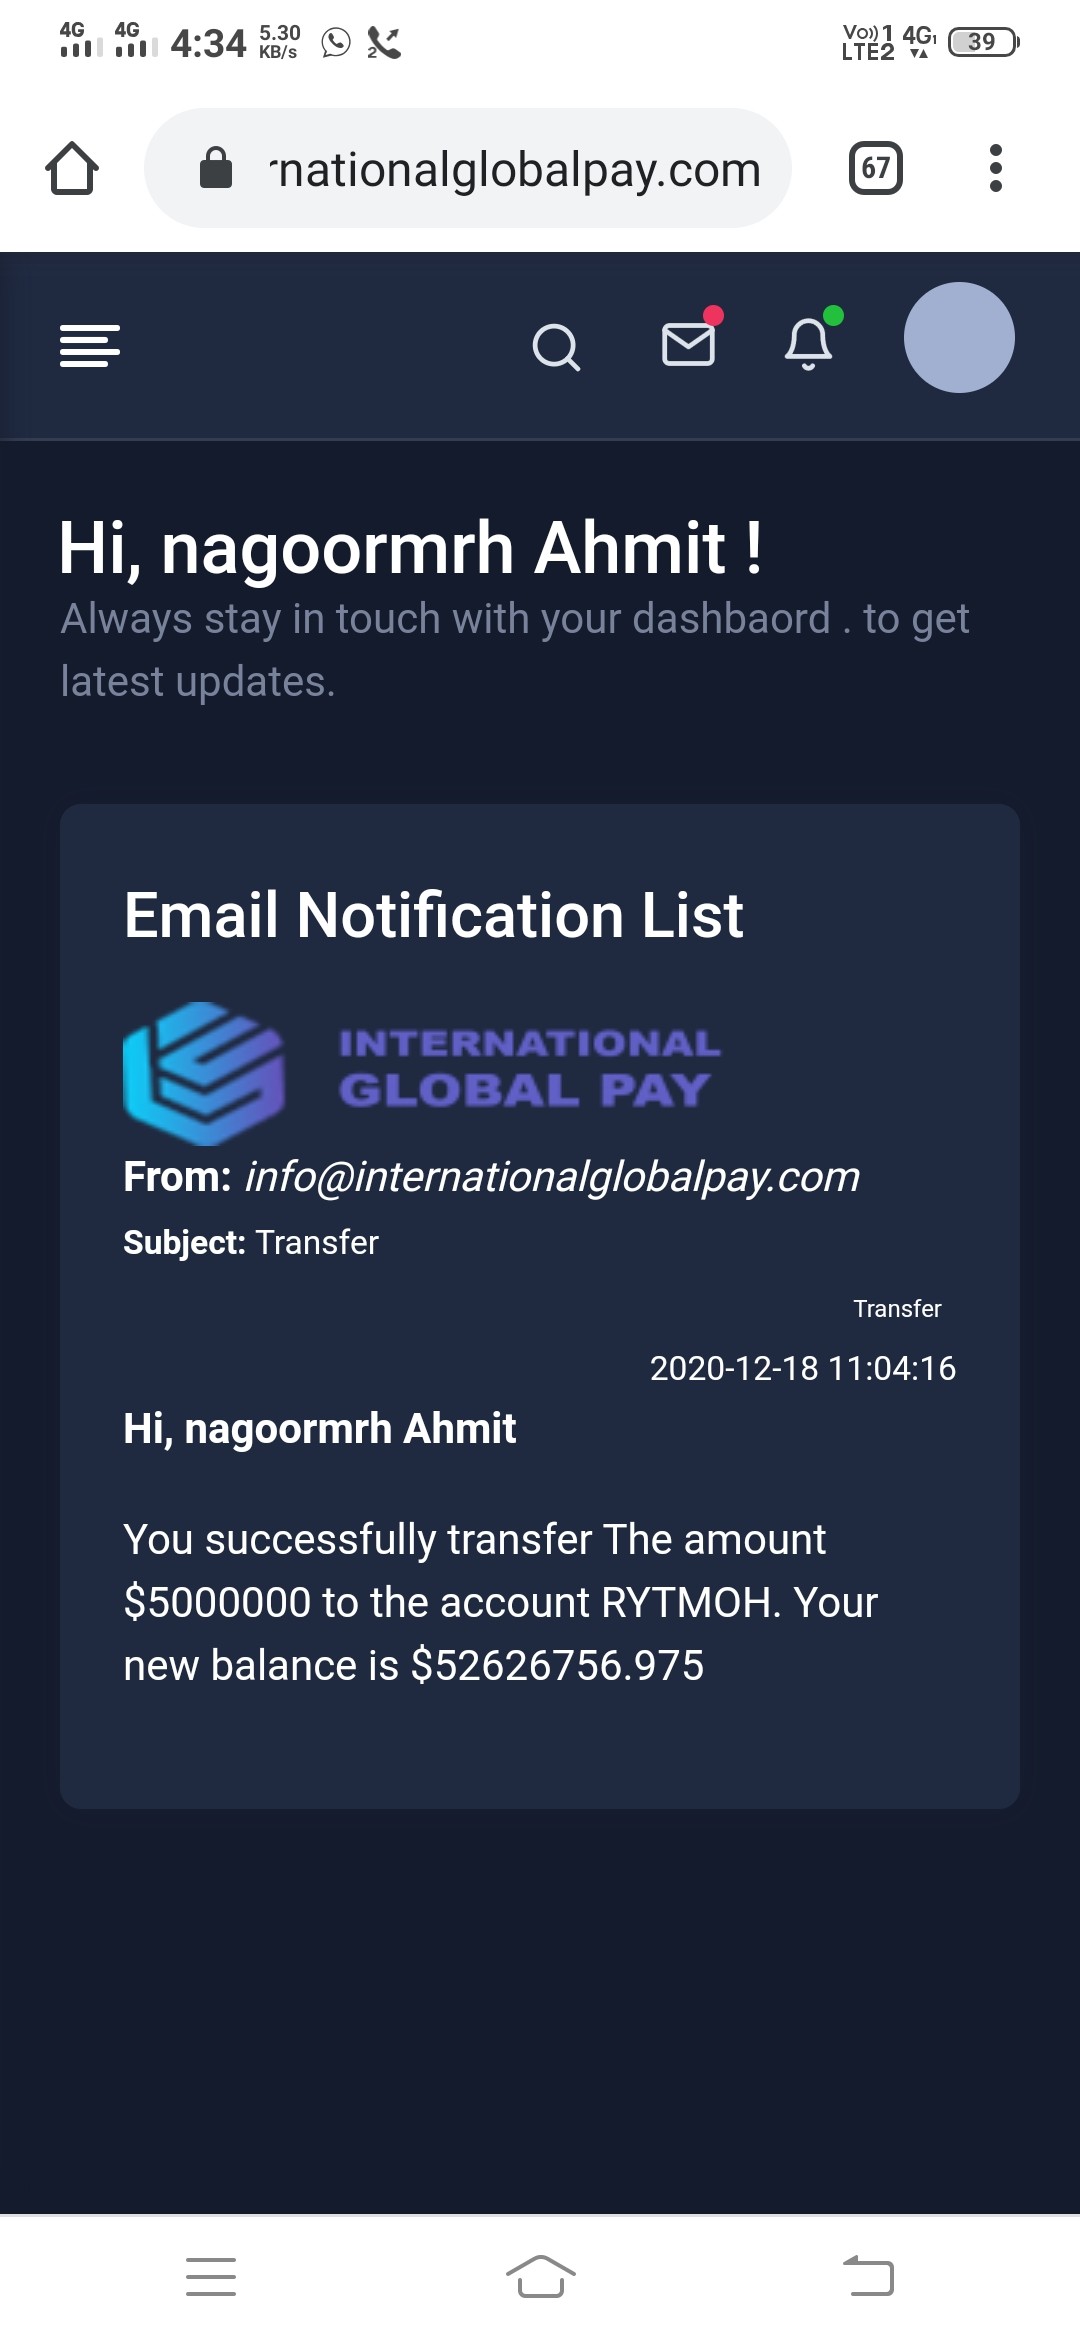 4G 4G 4:34 5.30 KB/s 2 Vo)) 1 LTE2 4G1 39
rnationalglobalpay.com 67
Hi, nagoormrh Ahmit !
Always stay in touch with your dashbaord . to get
latest updates.
Email Notification List
INTERNATIONAL
GLOBAL PAY
From: info@internationalglobalpay.com
Subject: Transfer
Transfer
2020-12-18 11:04:16
Hi, nagoormrh Ahmit
You successfully transfer The amount
$5000000 to the account RYTMOH. Your
new balance is $52626756.975